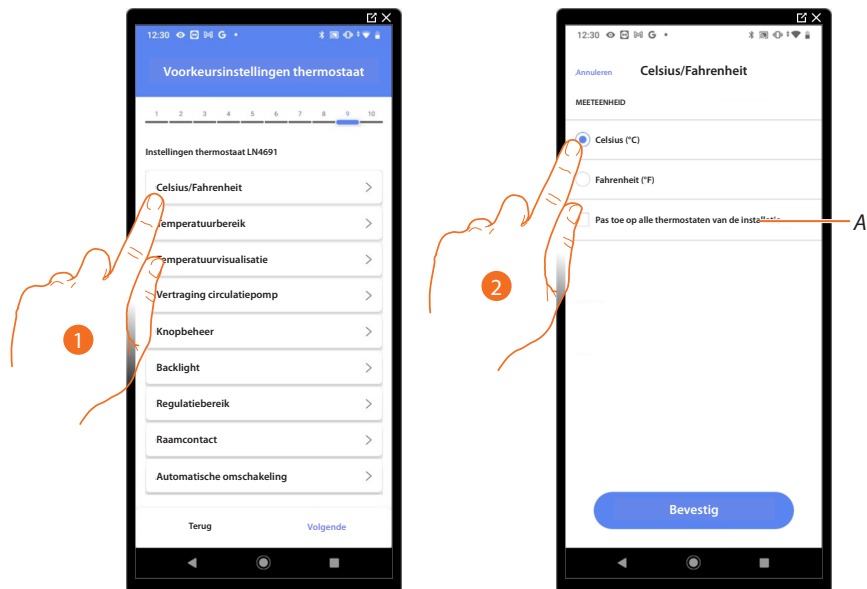 12:30
Voorkeursinstellingen thermostaat
1 2 3 4 5 6 7 8 9 10
Instellingen thermostaat LN4691
Celsius/Fahrenheit
Temperatuurbereik
Temperatuurvisualisatie
Vertraging circulatiepomp
Knopbeheer
Backlight
Regulatiebereik
Raamcontact
Automatische omschakeling
Terug
Volgende
1
12:30
Annuleren
Celsius/Fahrenheit
MEETEENHEID
Celsius (°C)
Fahrenheit (°F)
Pas toe op alle thermostaten van de installatie
A
2
Bevestig